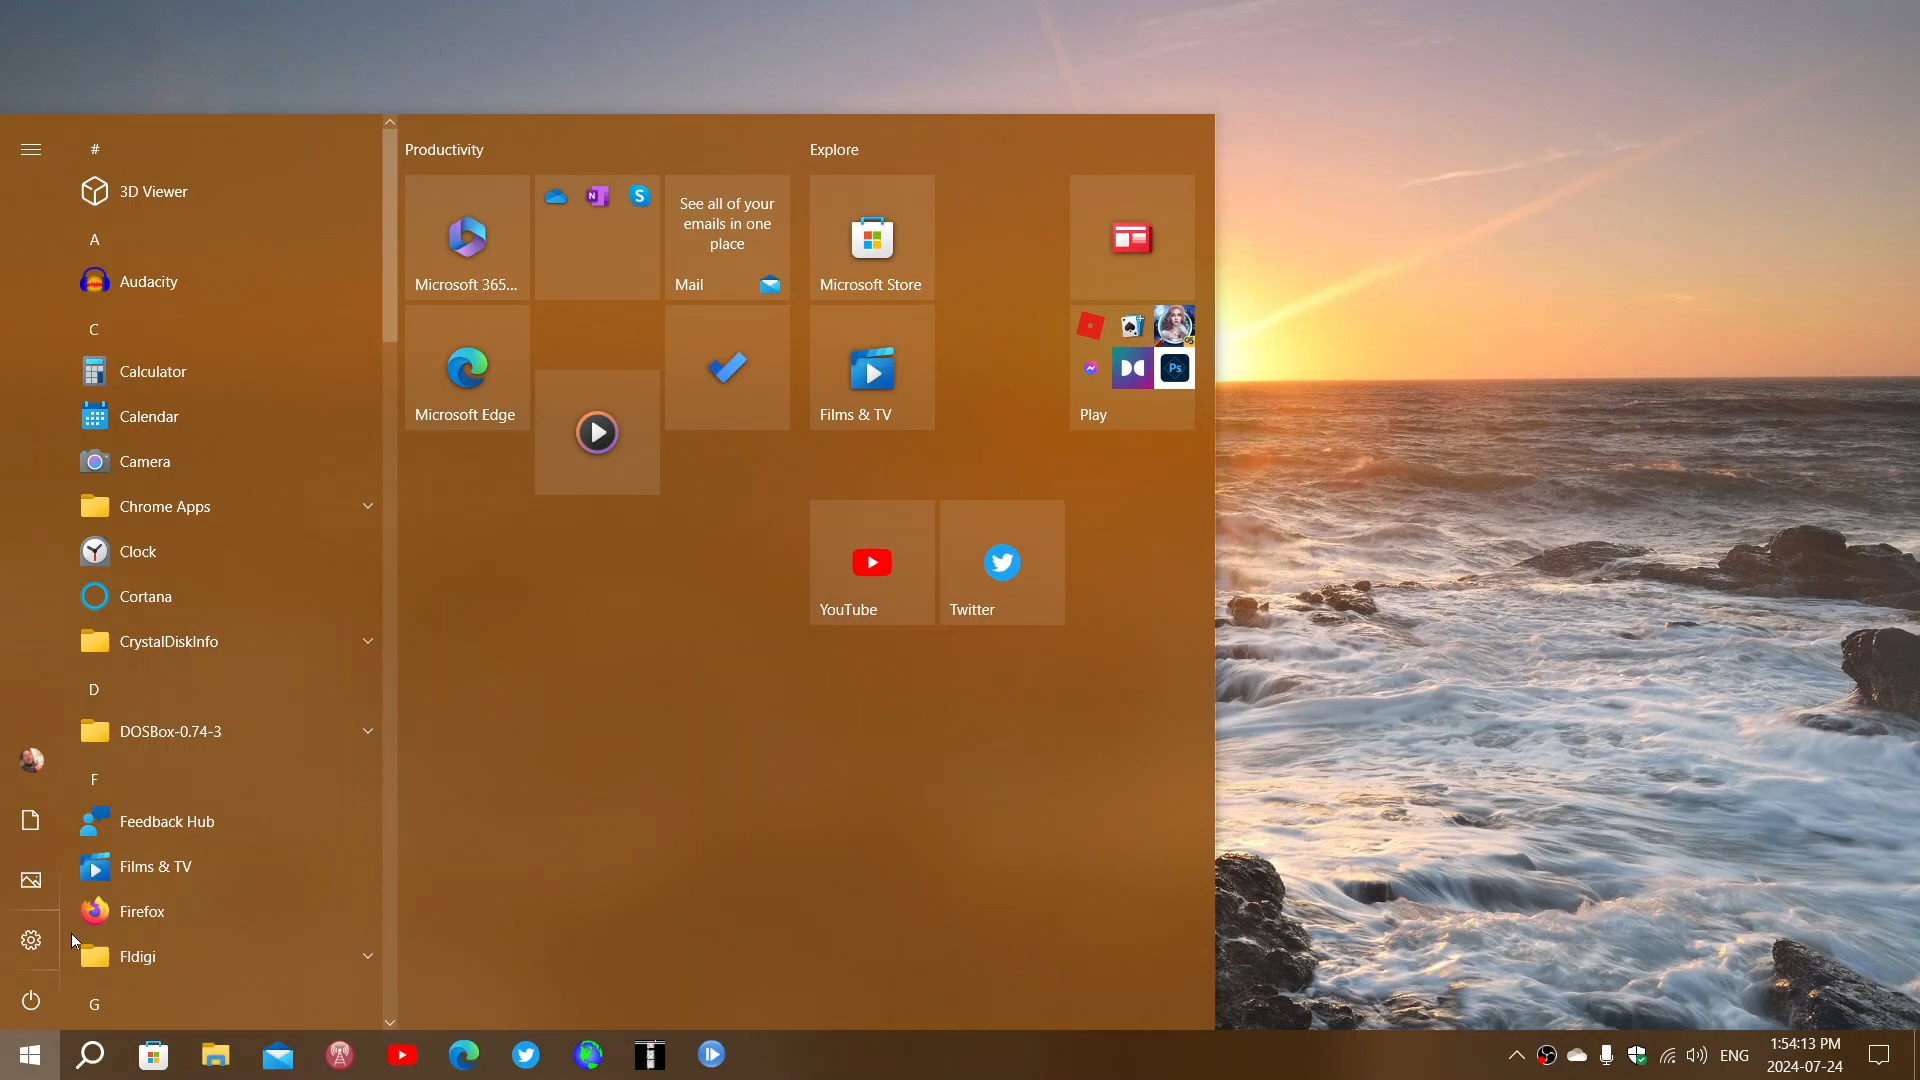 #
3D Viewer
A
Audacity
C
Calculator
Calendar
Camera
Chrome Apps
Clock
Cortana
CrystalDiskInfo
D
DOSBox-0.74-3
F
Feedback Hub
Films & TV
Firefox
Fldigi
G
Productivity
Microsoft 365...
N
S
See all of your
emails in one
place
Mail
Microsoft Edge
Explore
Microsoft Store
Films & TV
G5
Ps
Play
YouTube
Twitter
ENG
1:54:13 PM
2024-07-24